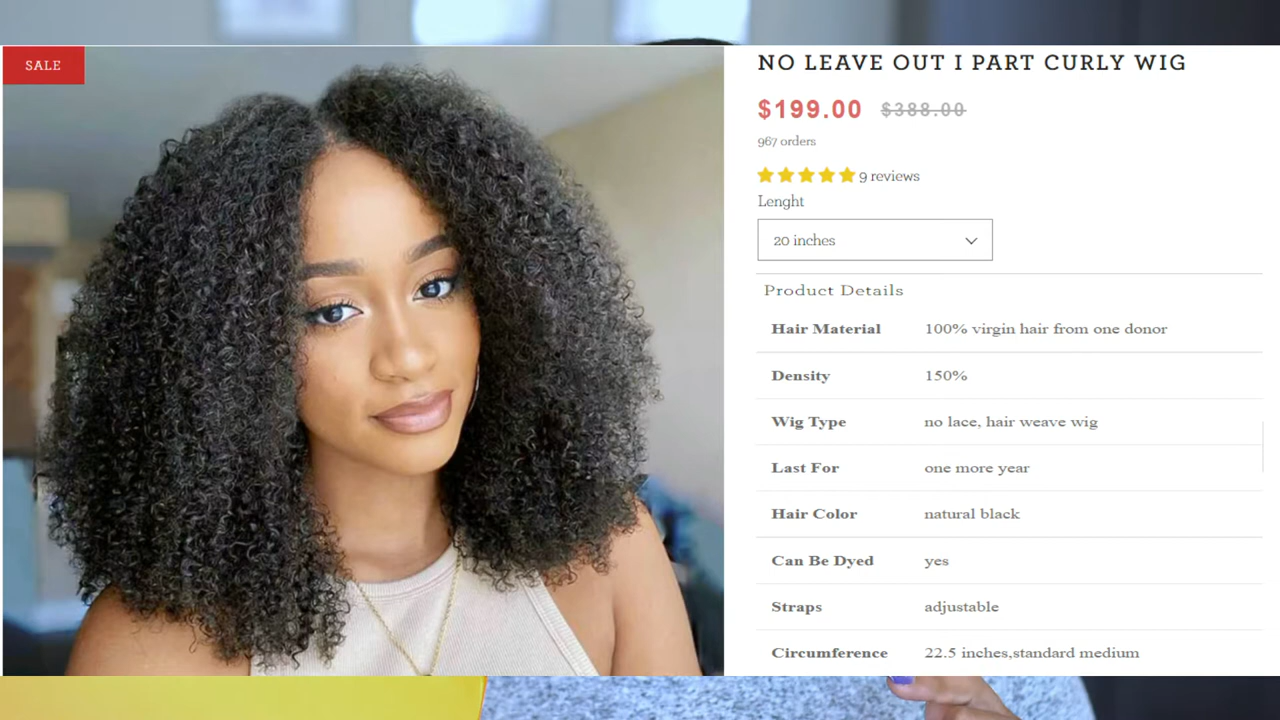 SALE
NO LEAVE OUT I PART CURLY WIG
$199.00 $388.00
967 orders
9 reviews
Lenght
20 inches
Product Details
Hair Material 100% virgin hair from one donor
Density 150%
Wig Type no lace, hair weave wig
Last For one more year
Hair Color natural black
Can Be Dyed yes
Straps adjustable
Circumference 22.5 inches,standard medium